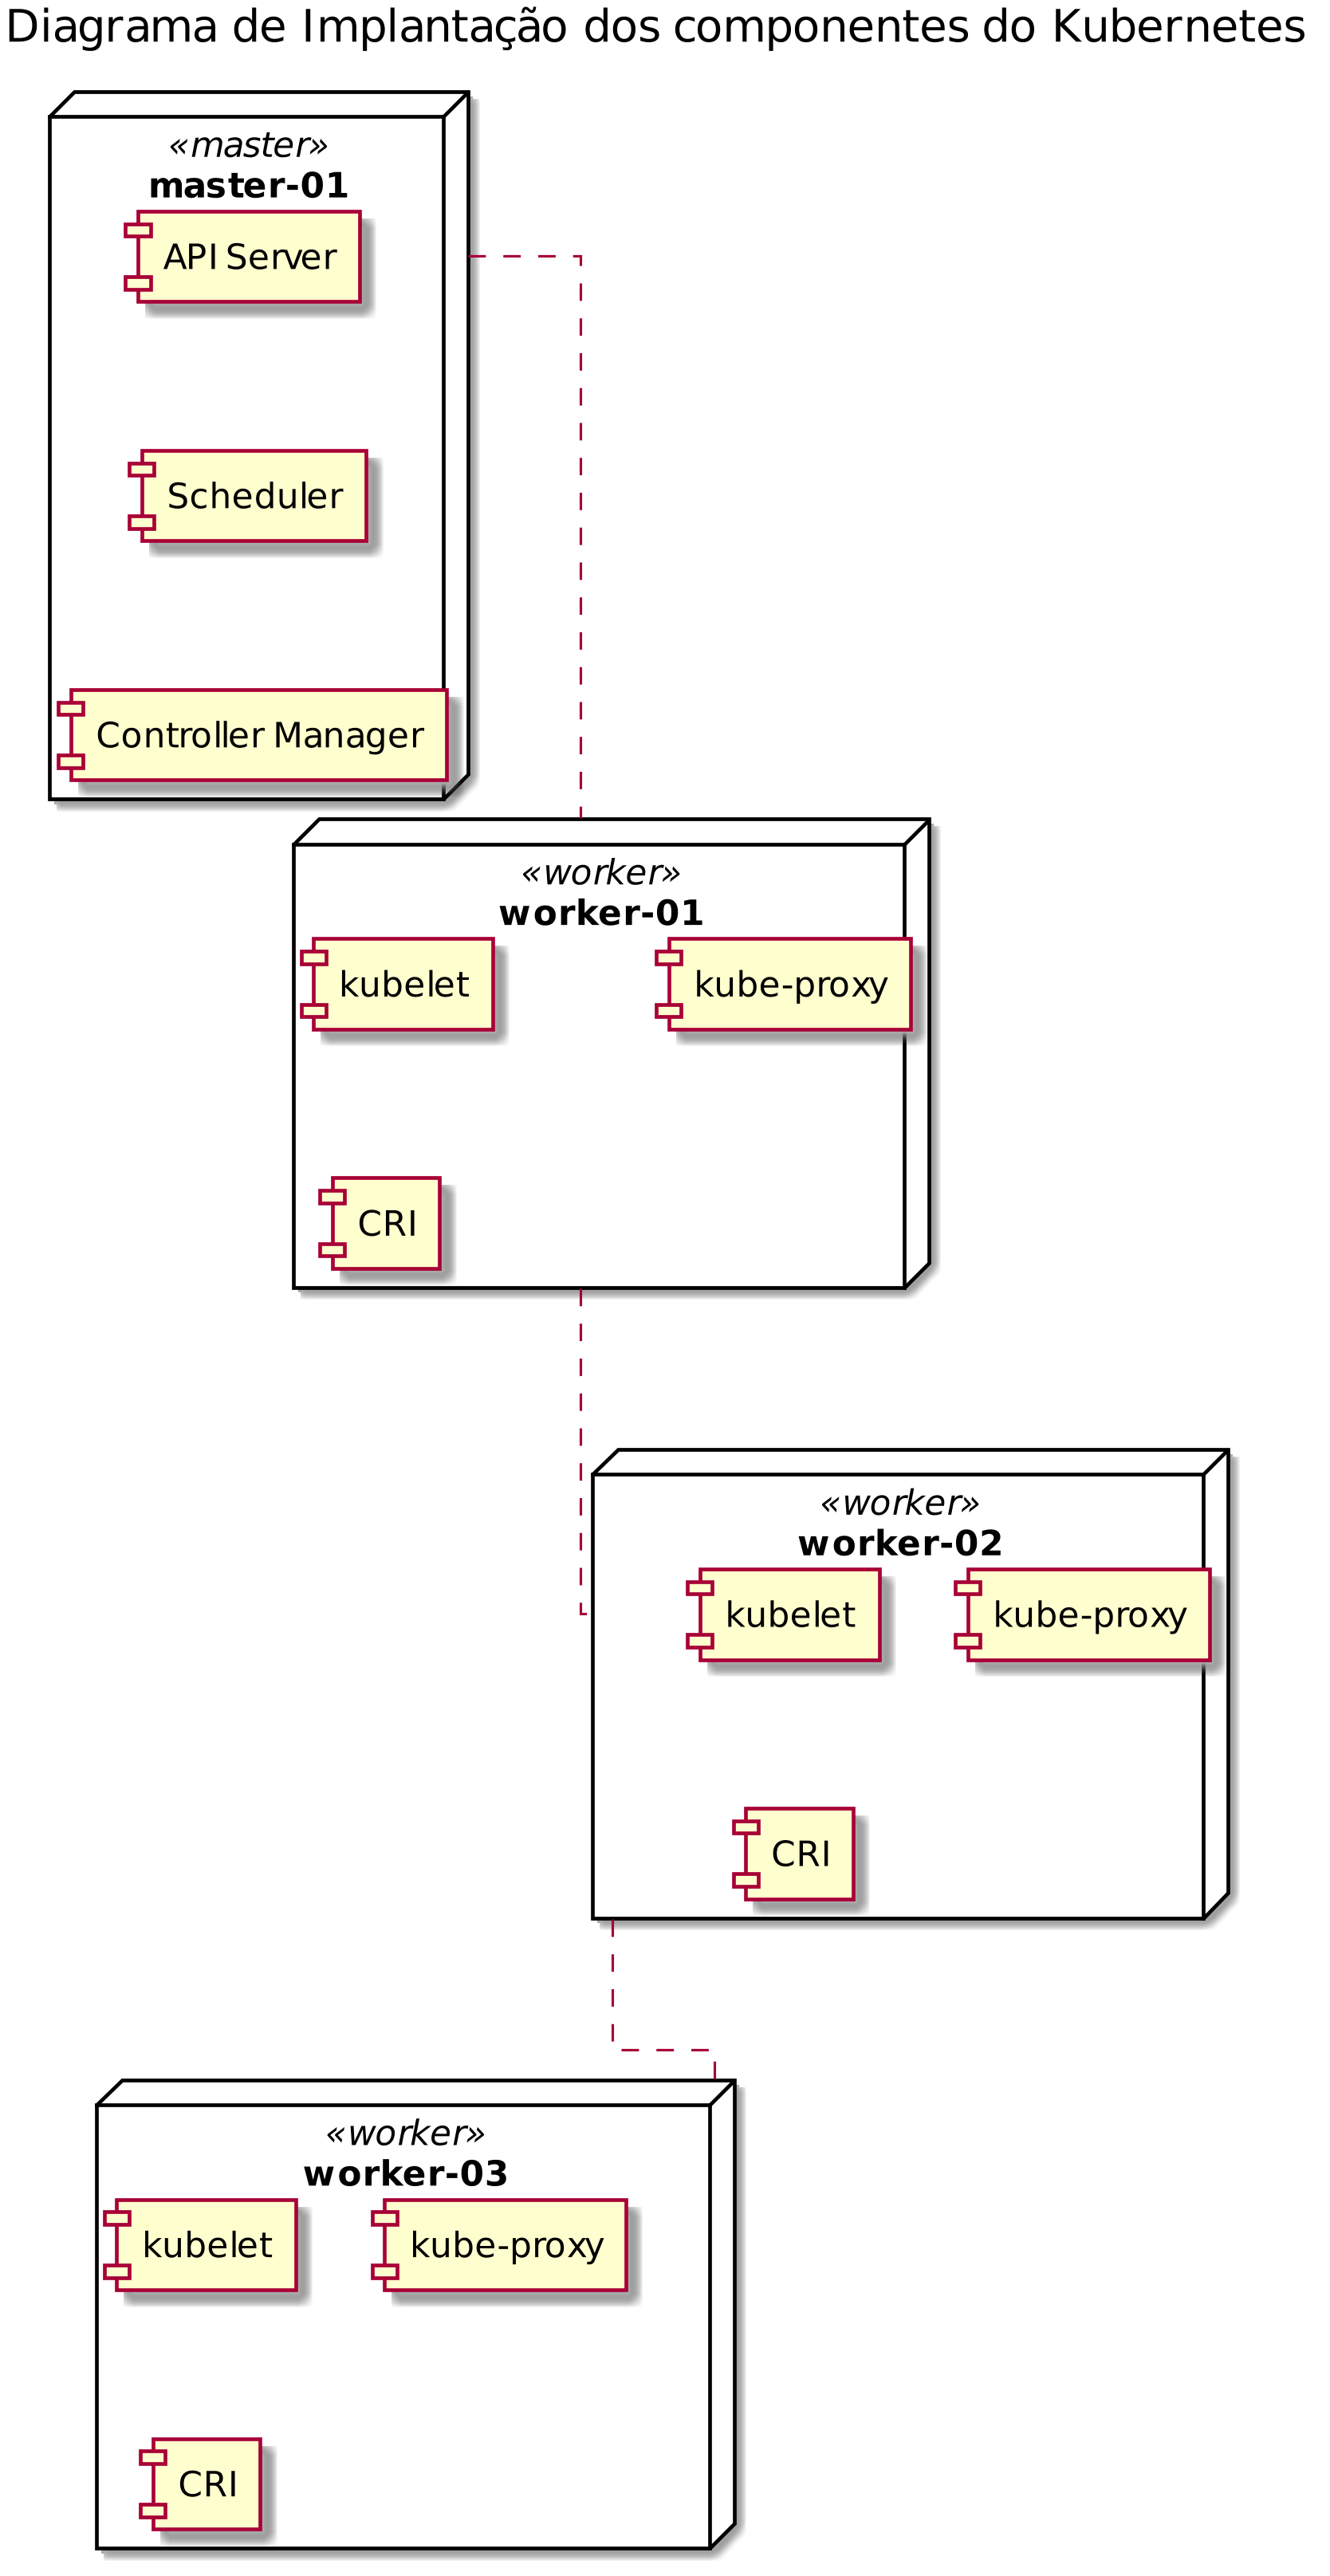 Diagrama de Implantação dos componentes do Kubernetes
«master»
master-01
API Server
Scheduler
Controller Manager
«worker»
worker-01
kubelet
kube-proxy
CRI
«worker»
worker-02
kubelet
kube-proxy
CRI
«worker»
worker-03
kubelet
kube-proxy
CRI